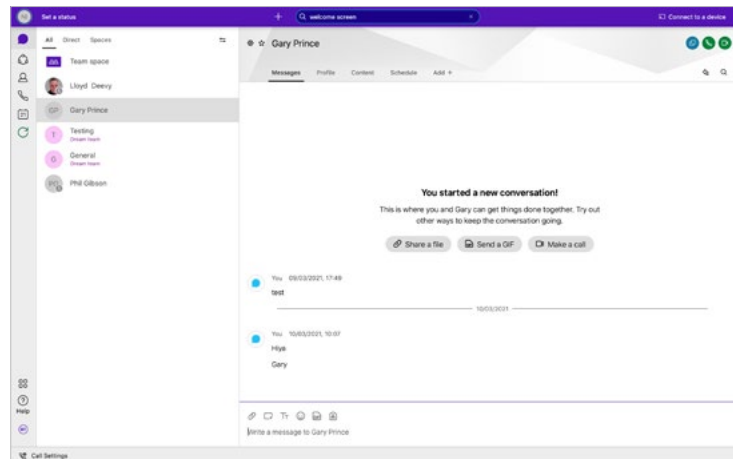 Set a status
welcome screen
Connect to a device
All Direct Spaces
Team space
Lloyd Deevy
GP Gary Prince
T Testing
Dream team
G General
Dream team
PG Phil Gibson
Gary Prince
Messages Profile Content Schedule Add +
You started a new conversation!
This is where you and Gary can get things done together. Try out
other ways to keep the conversation going.
Share a file Send a GIF Make a call
You 09/03/2021, 17:49
test
10/03/2021
You 10/03/2021, 10:07
Hiya
Gary
Help
Write a message to Gary Prince
Call Settings